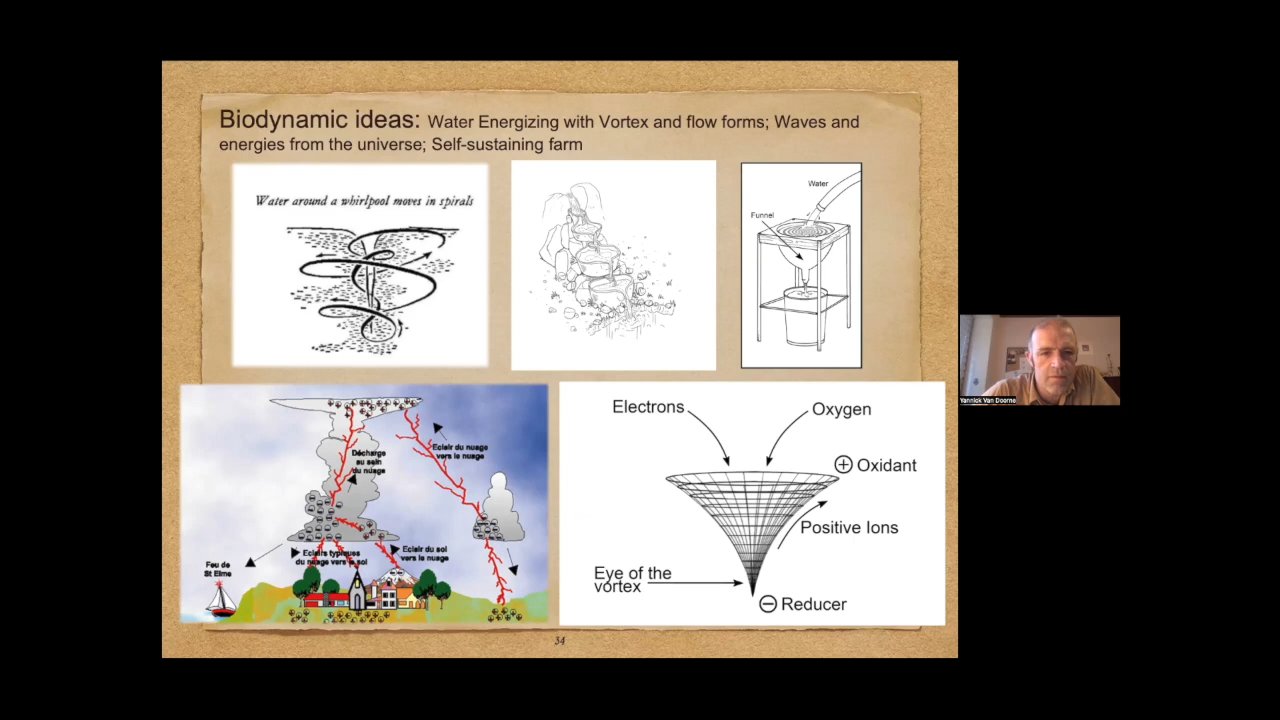 Biodynamic ideas: Water Energizing with Vortex and flow forms; Waves and
energies from the universe; Self-sustaining farm
Water around a whirlpool moves in spirals
Water
Funnel
Décharge
au sein
du nuage
Eclair du nuage
vers le nuage
Feu de
St Elme
Eclairs typiques
du nuage vers le sol
Eclair du sol
vers le nuage
Electrons
Oxygen
+ Oxidant
Positive Ions
Eye of the
vortex
− Reducer
34
Yannick Van Doorne